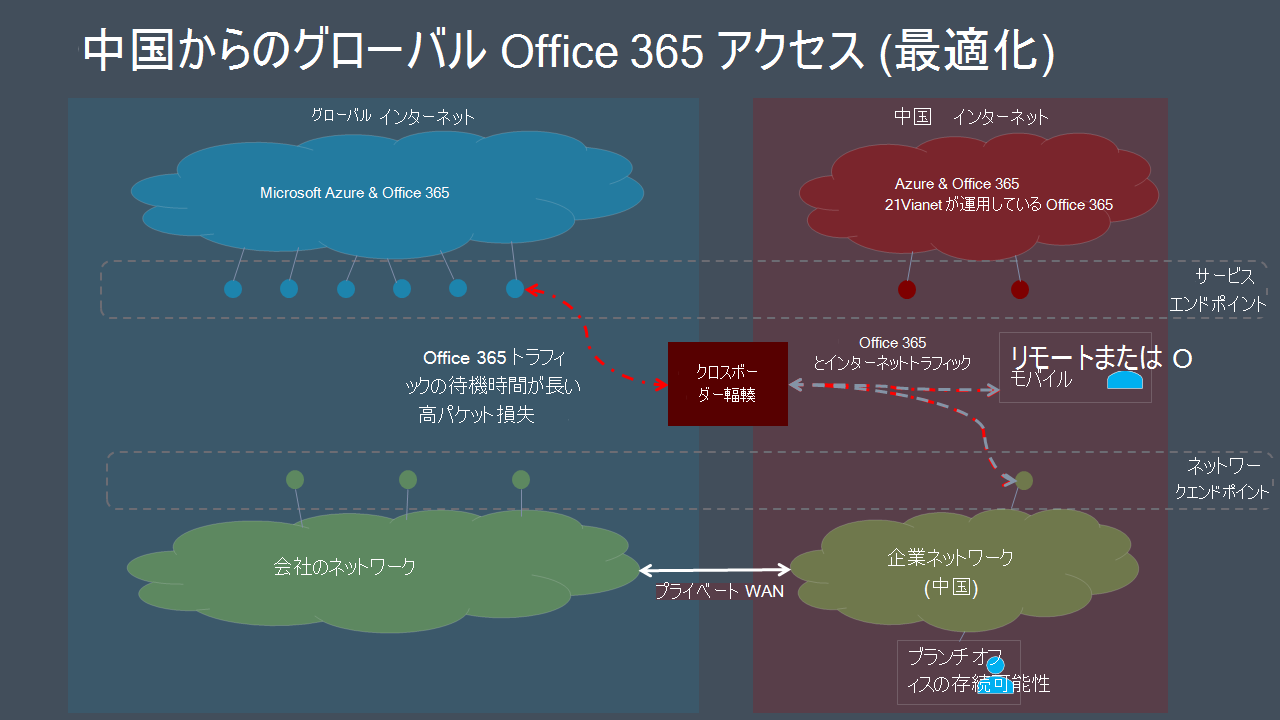 中国からのグローバル Office 365 アクセス (最適化)
グローバル インターネット
中国 インターネット
Microsoft Azure & Office 365
Azure & Office 365
21Vianet が運用している Office 365
サービス
エンドポイント
Office 365 トラフィ
ックの待機時間が長い
高パケット損失
クロスボー
ダー輻輳
Office 365
とインターネットトラフィック
リモートまたは O
モバイル
ネットワー
クエンドポイント
会社のネットワーク
企業ネットワーク
(中国)
プライベート WAN
ブランチ オフ
ィスの存続可能性